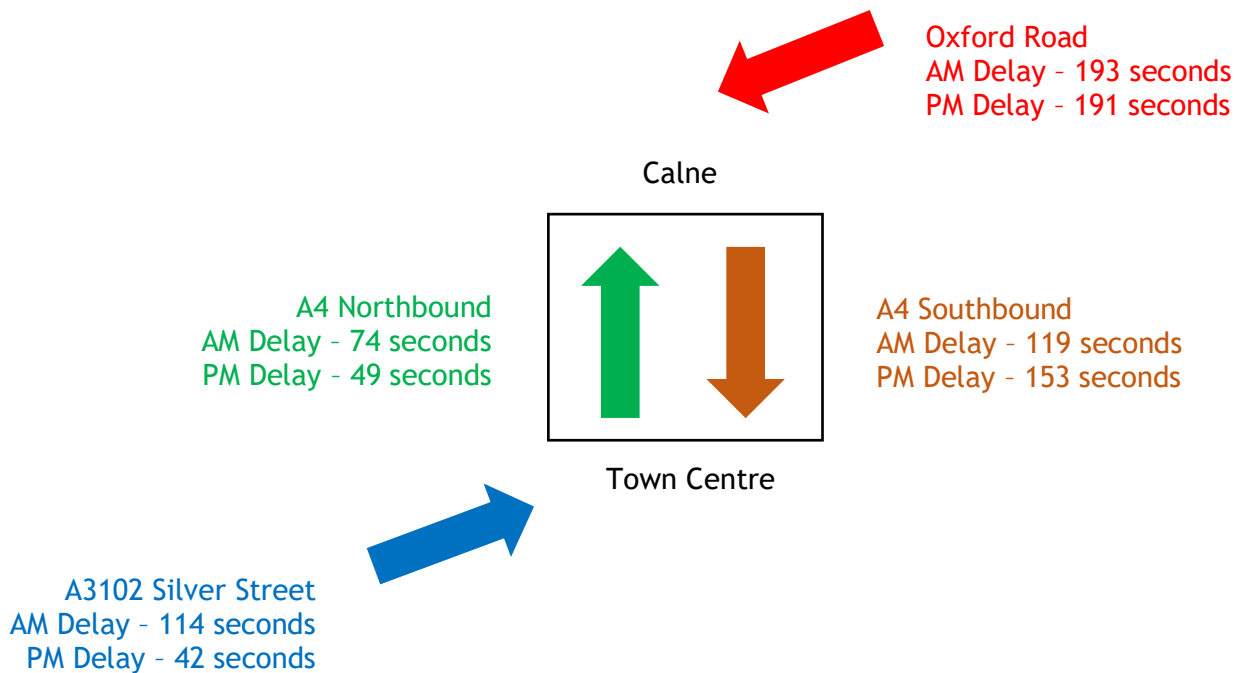 Oxford Road
AM Delay – 193 seconds
PM Delay – 191 seconds
Calne
A4 Northbound
AM Delay – 74 seconds
PM Delay – 49 seconds
A4 Southbound
AM Delay – 119 seconds
PM Delay – 153 seconds
Town Centre
A3102 Silver Street
AM Delay – 114 seconds
PM Delay – 42 seconds